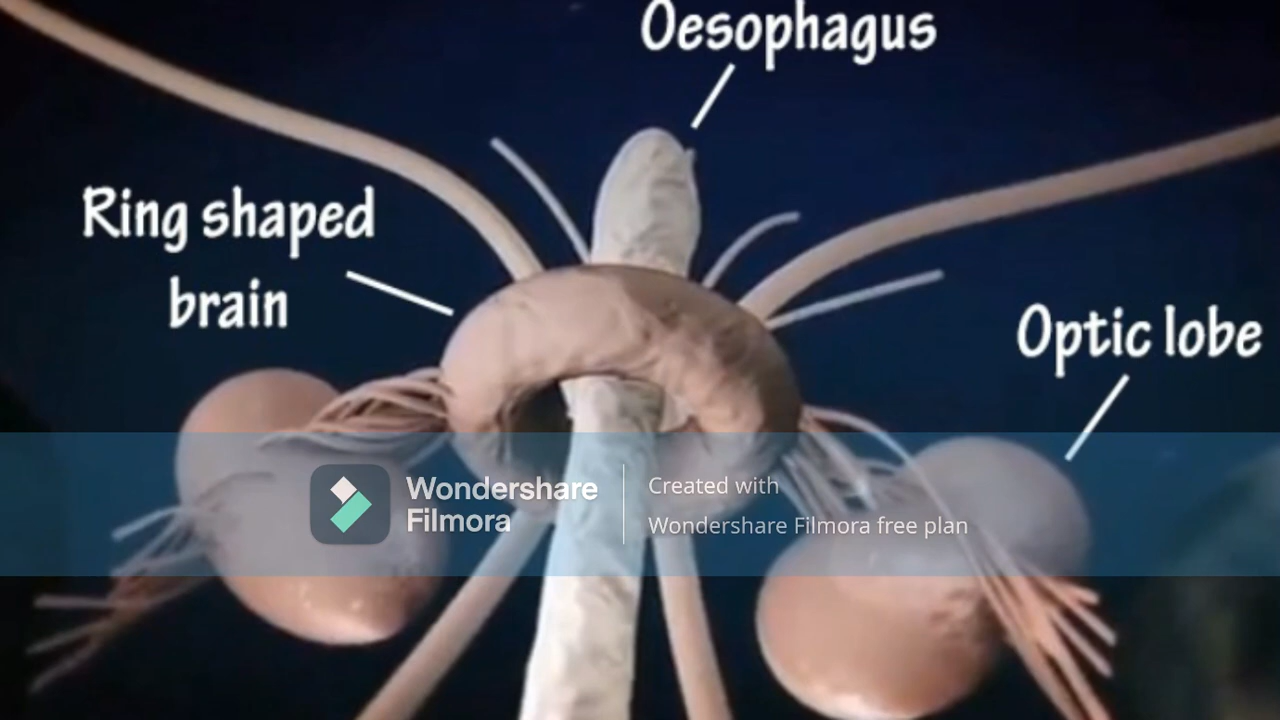 Oesophagus
Ring shaped
brain
Optic lobe
Wondershare
Filmora
Created with
Wondershare Filmora free plan